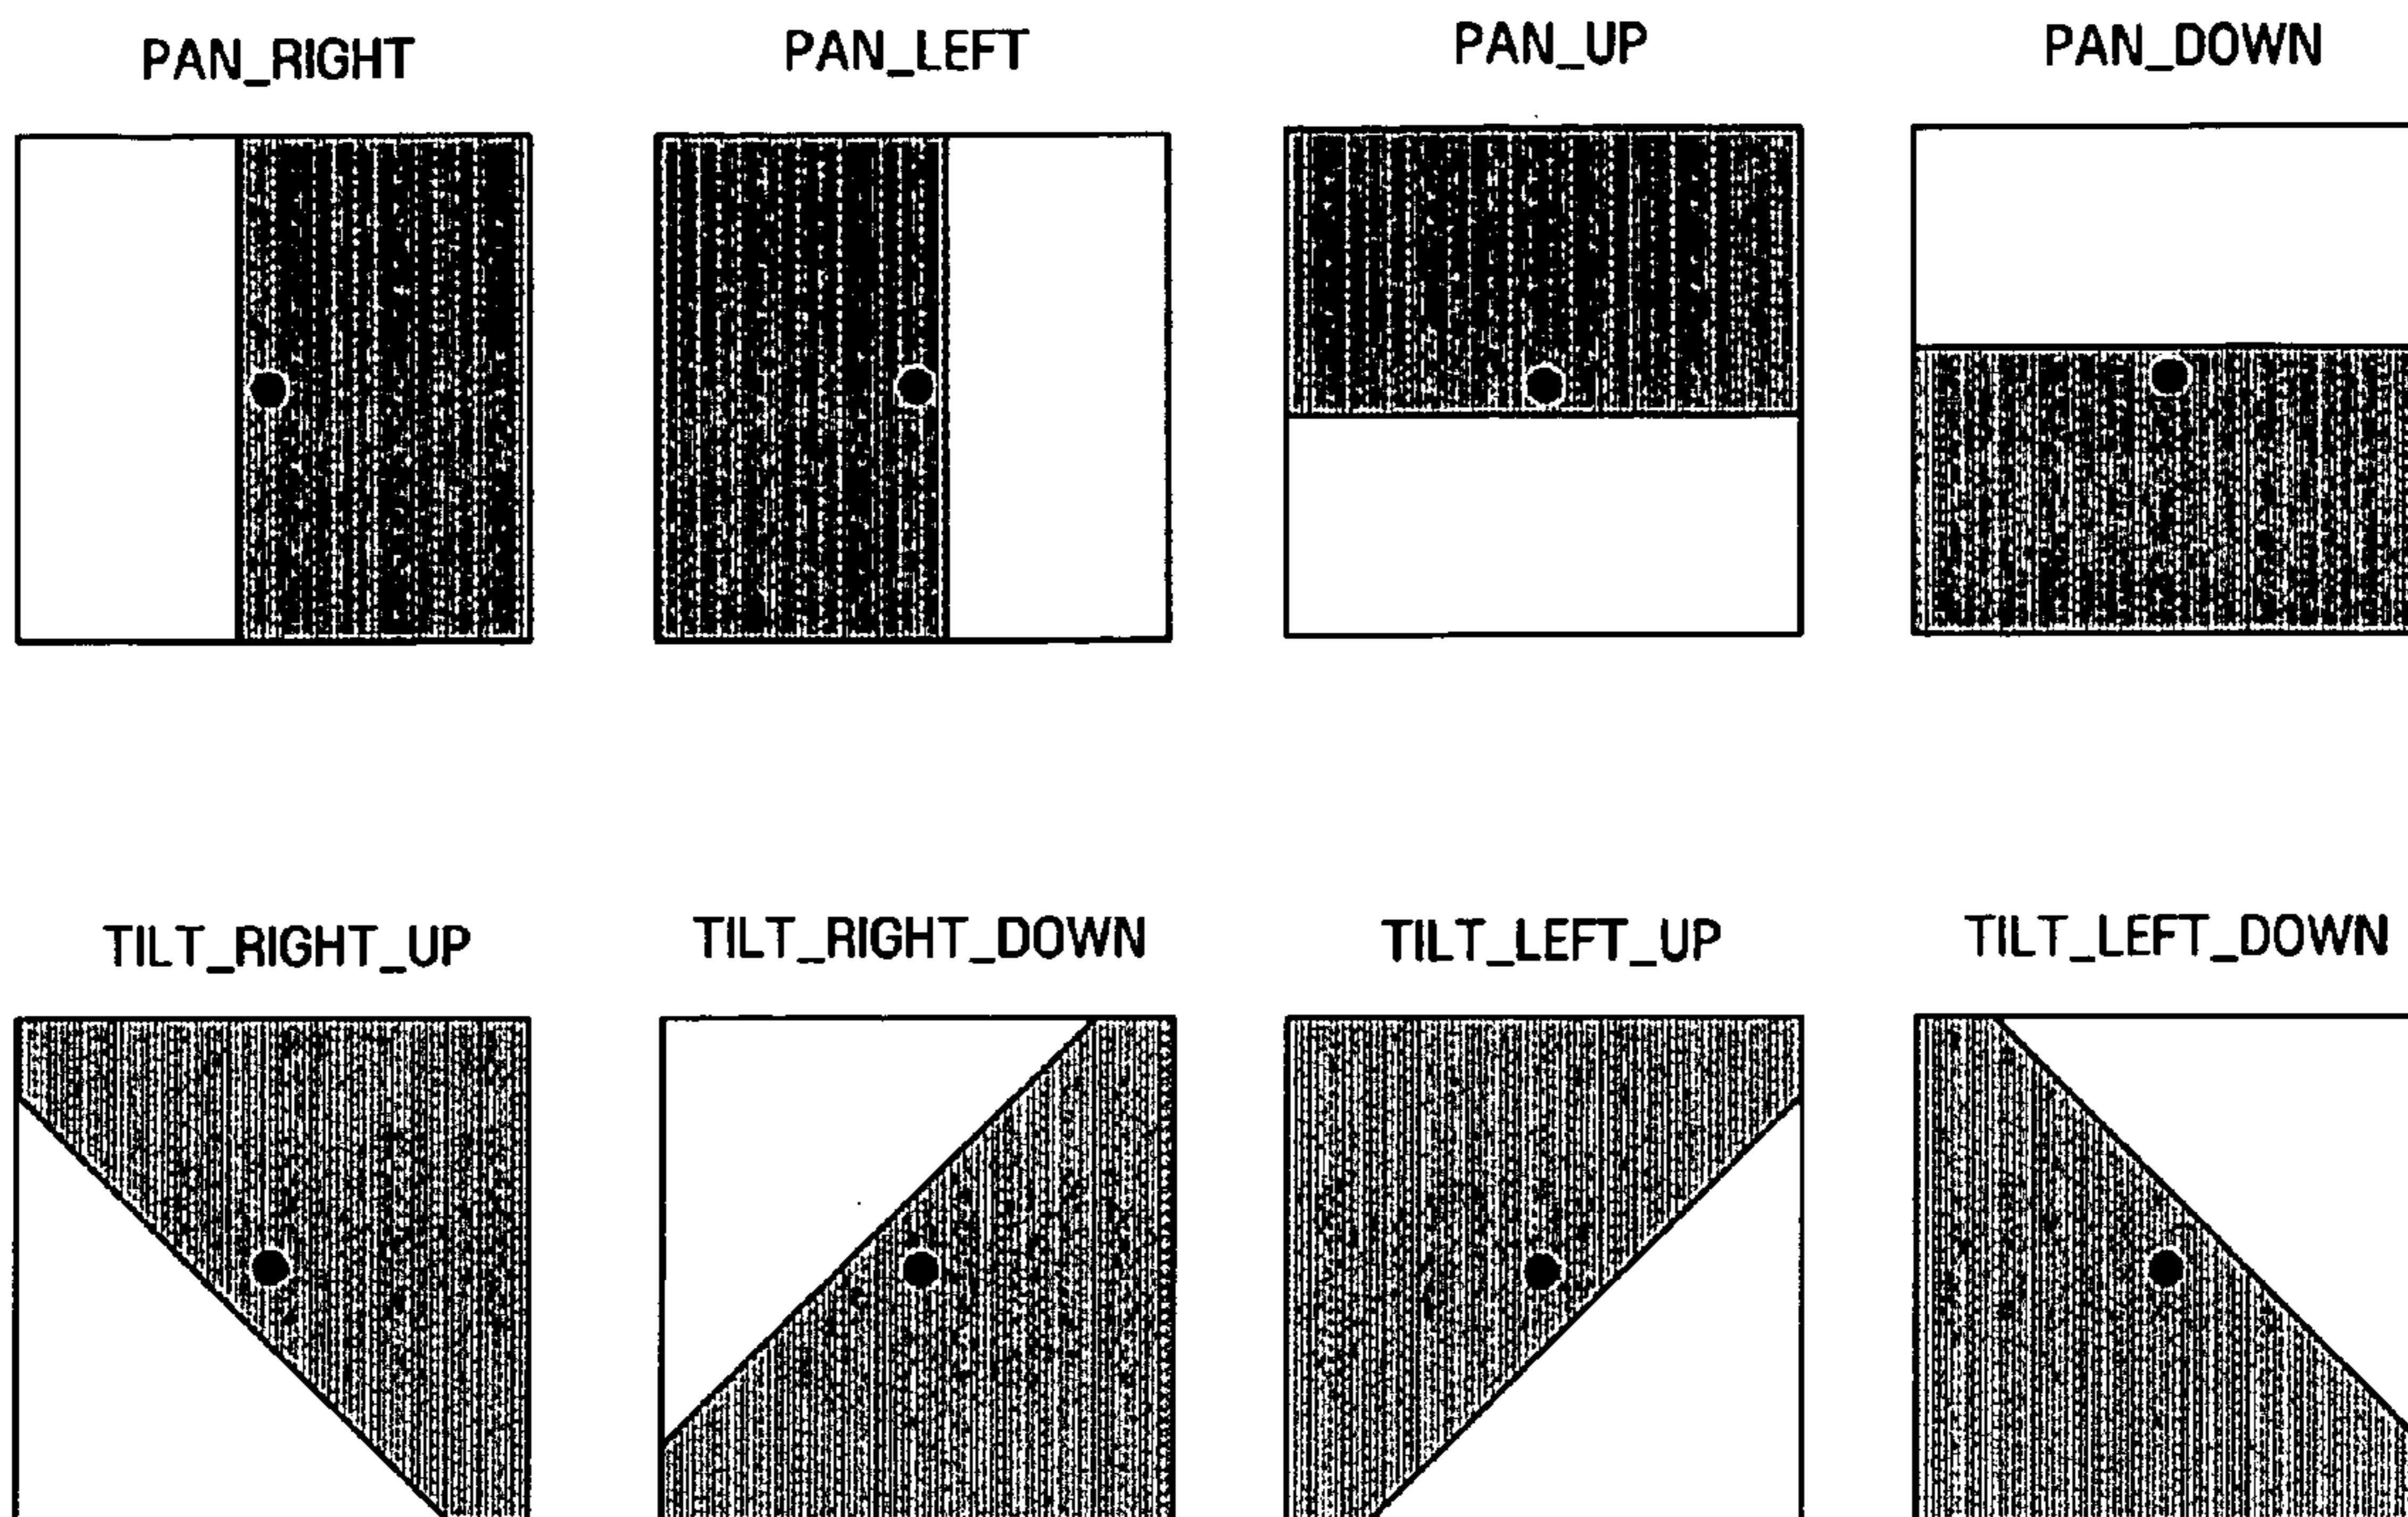 PAN_RIGHT
PAN_LEFT
PAN_UP
PAN_DOWN
TILT_RIGHT_UP
TILT_RIGHT_DOWN
TILT_LEFT_UP
TILT_LEFT_DOWN